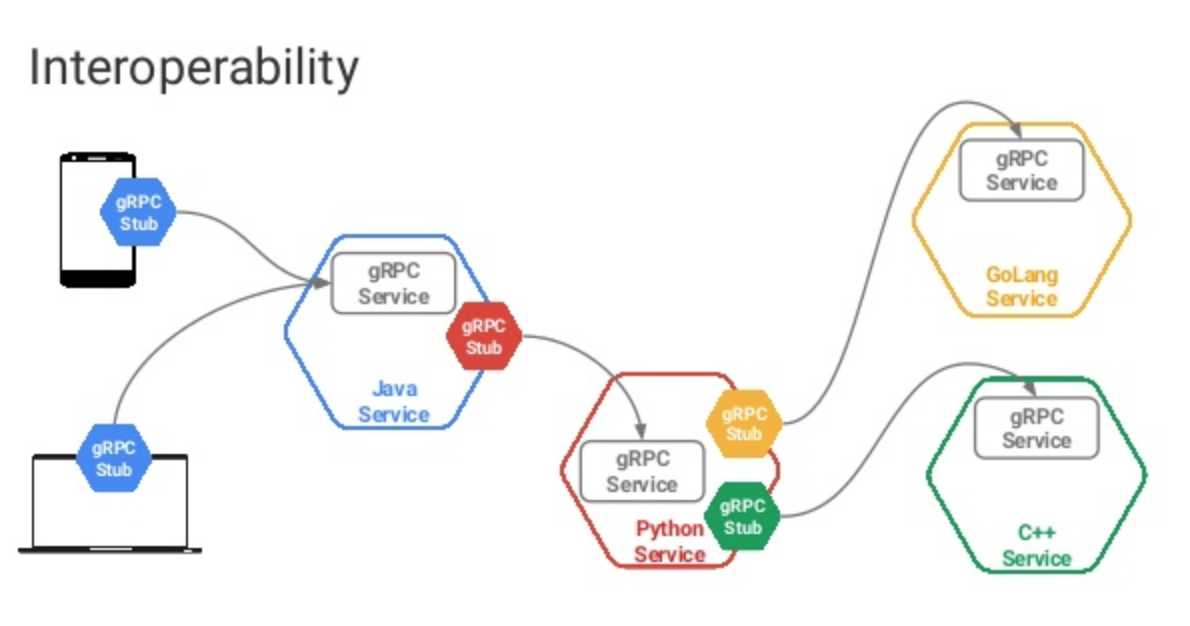 Interoperability
gRPC
Stub
gRPC
Service
gRPC
Stub
Java
Service
gRPC
Stub
gRPC
Service
gRPC
Stub
gRPC
Stub
Python
Service
gRPC
Service
GoLang
Service
gRPC
Service
C++
Service